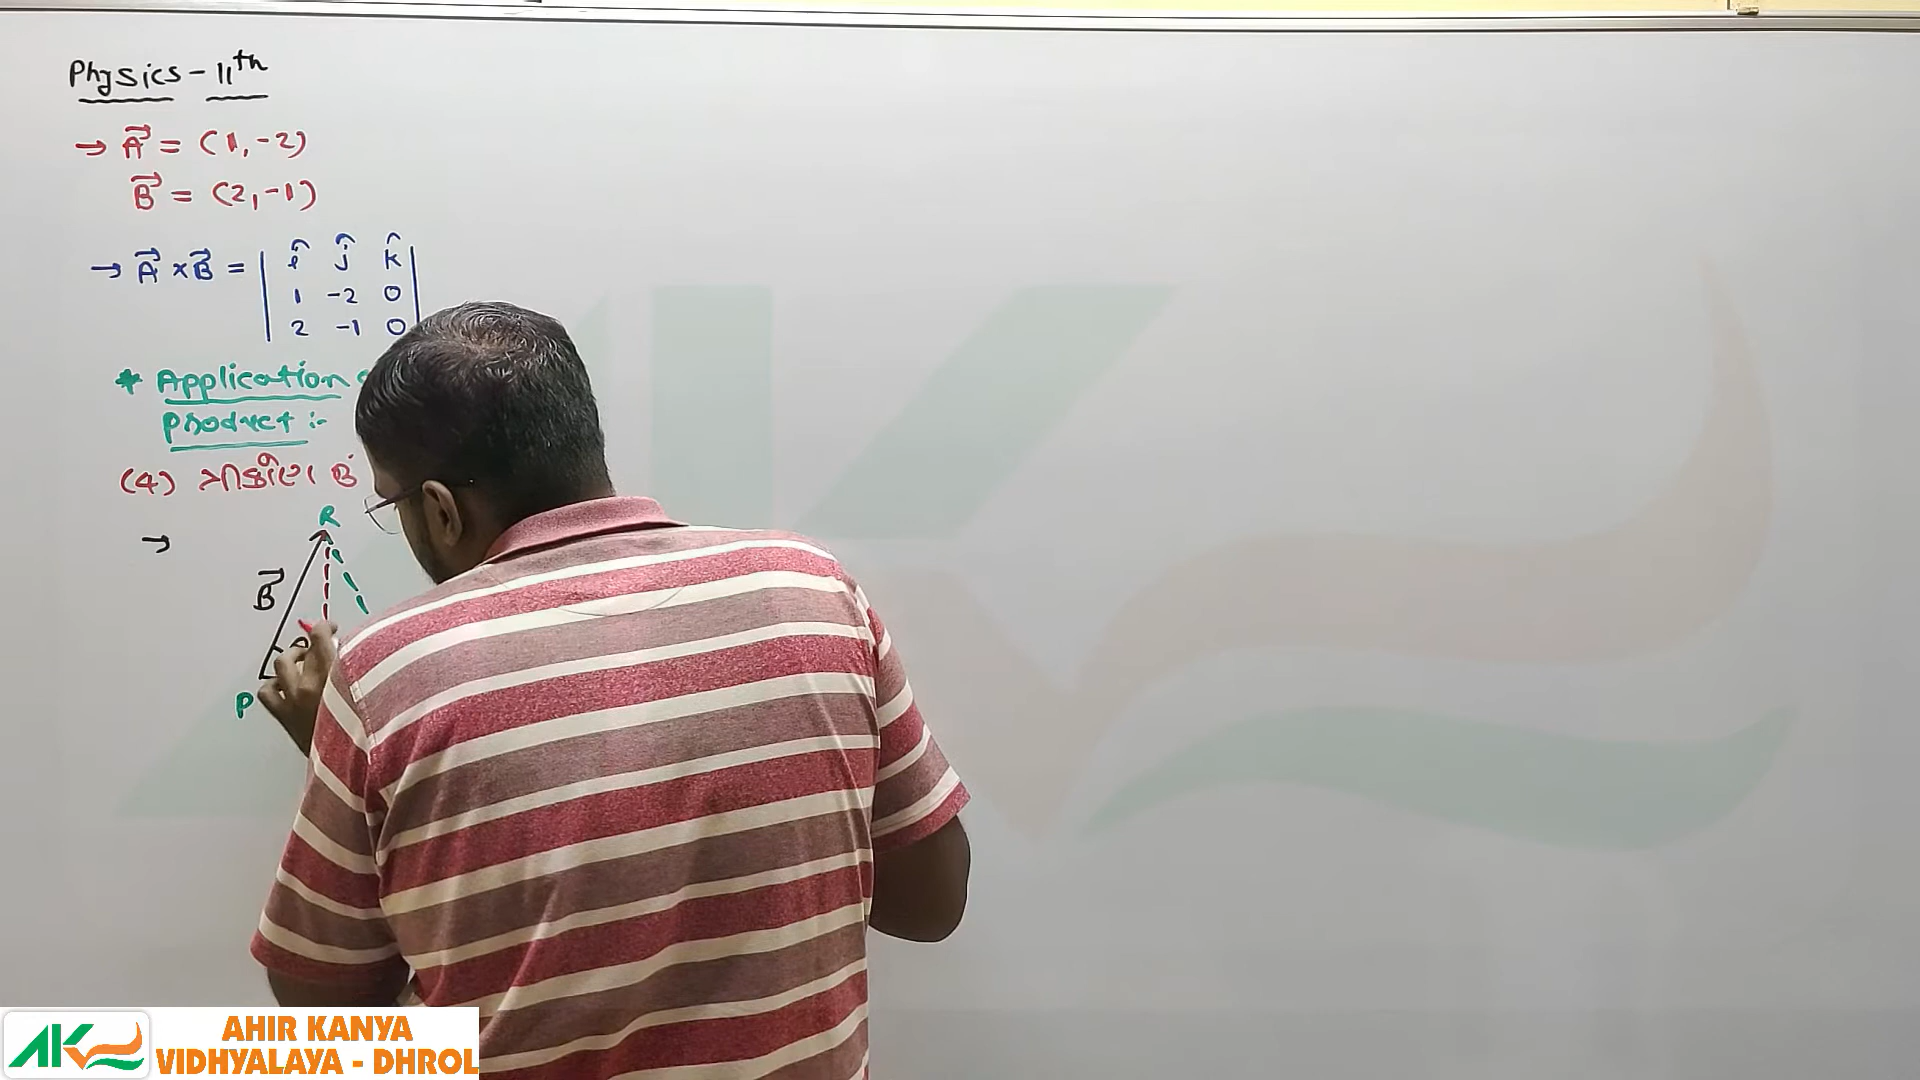 Physics - 11th
→ A⃗ = (1, -2)
B⃗ = (2, -1)
→ A⃗ × B⃗ = | î ĵ k̂ |
1 -2 0
2 -1 0
* Application
Product :-
(4)
→
R
B⃗
P
AK
AHIR KANYA
VIDHYALAYA - DHROL